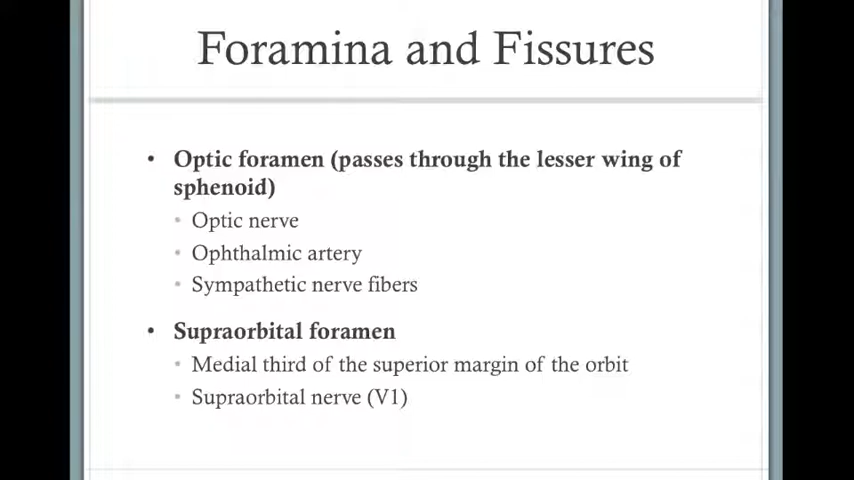 Foramina and Fissures
• Optic foramen (passes through the lesser wing of
sphenoid)
• Optic nerve
• Ophthalmic artery
• Sympathetic nerve fibers
• Supraorbital foramen
• Medial third of the superior margin of the orbit
• Supraorbital nerve (V1)